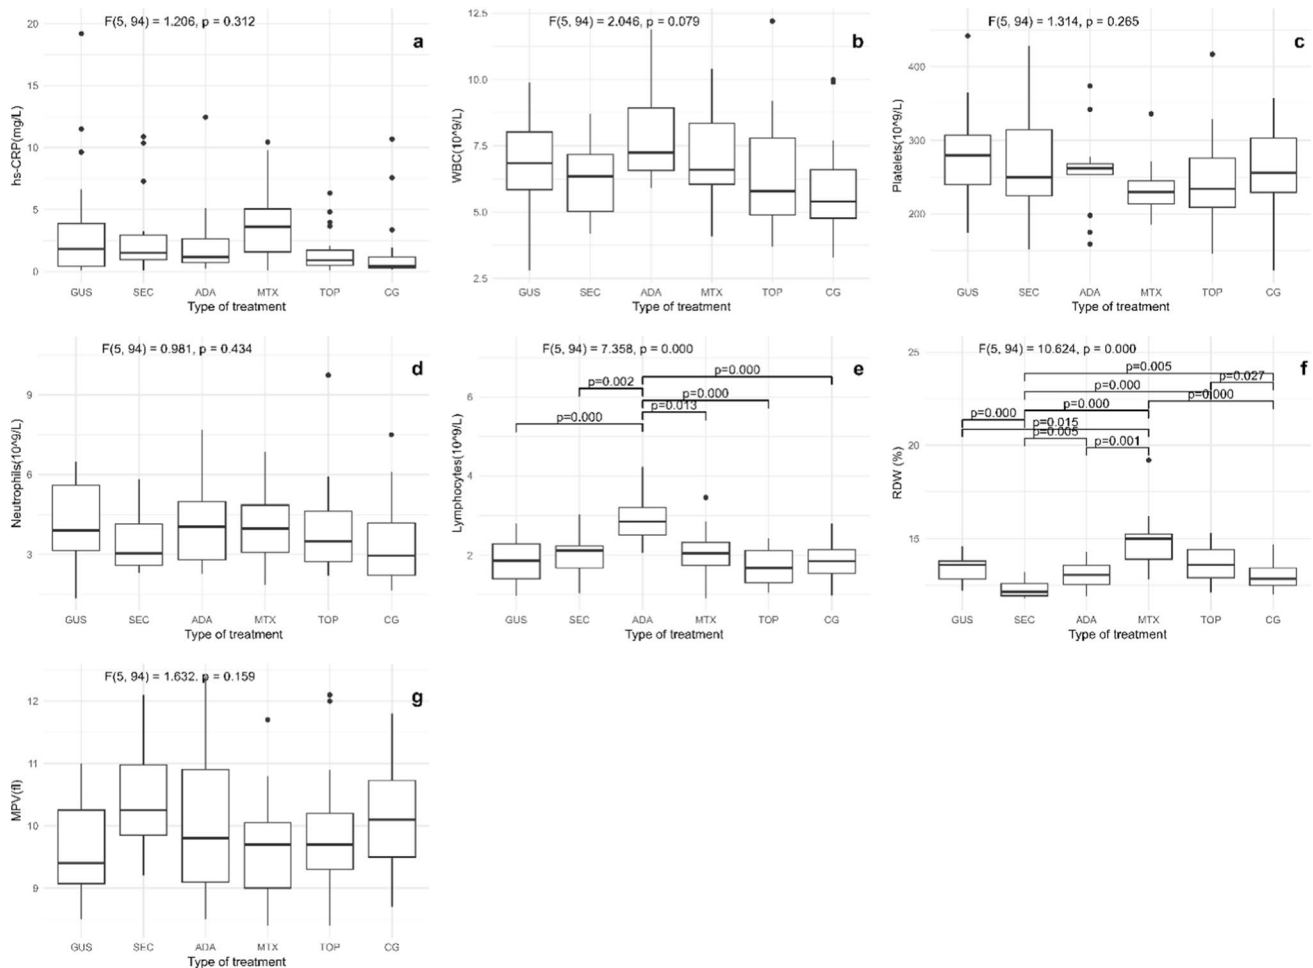 F(5, 94) = 1.206, p = 0.312
a
hs-CRP(mg/L)
20
15
10
5
0
GUS SEC ADA MTX TOP CG
Type of treatment
F(5, 94) = 2.046, p = 0.079
b
WBC(10^9/L)
12.5
10.0
7.5
5.0
2.5
GUS SEC ADA MTX TOP CG
Type of treatment
F(5, 94) = 1.314, p = 0.265
c
Platelets(10^9/L)
400
300
200
GUS SEC ADA MTX TOP CG
Type of treatment
F(5, 94) = 0.981, p = 0.434
d
Neutrophils(10^9/L)
9
6
3
GUS SEC ADA MTX TOP CG
Type of treatment
F(5, 94) = 7.358, p = 0.000
e
Lymphocytes(10^9/L)
6
4
2
p=0.000
p=0.002
p=0.000
p=0.013
p=0.000
GUS SEC ADA MTX TOP CG
Type of treatment
F(5, 94) = 10.624, p = 0.000
f
RDW (%)
25
20
15
p=0.005
p=0.027
p=0.000
p=0.000
p=0.000
p=0.000
p=0.015
p=0.005
p=0.001
GUS SEC ADA MTX TOP CG
Type of treatment
F(5, 94) = 1.632, p = 0.159
g
MPV(fl)
12
11
10
9
GUS SEC ADA MTX TOP CG
Type of treatment